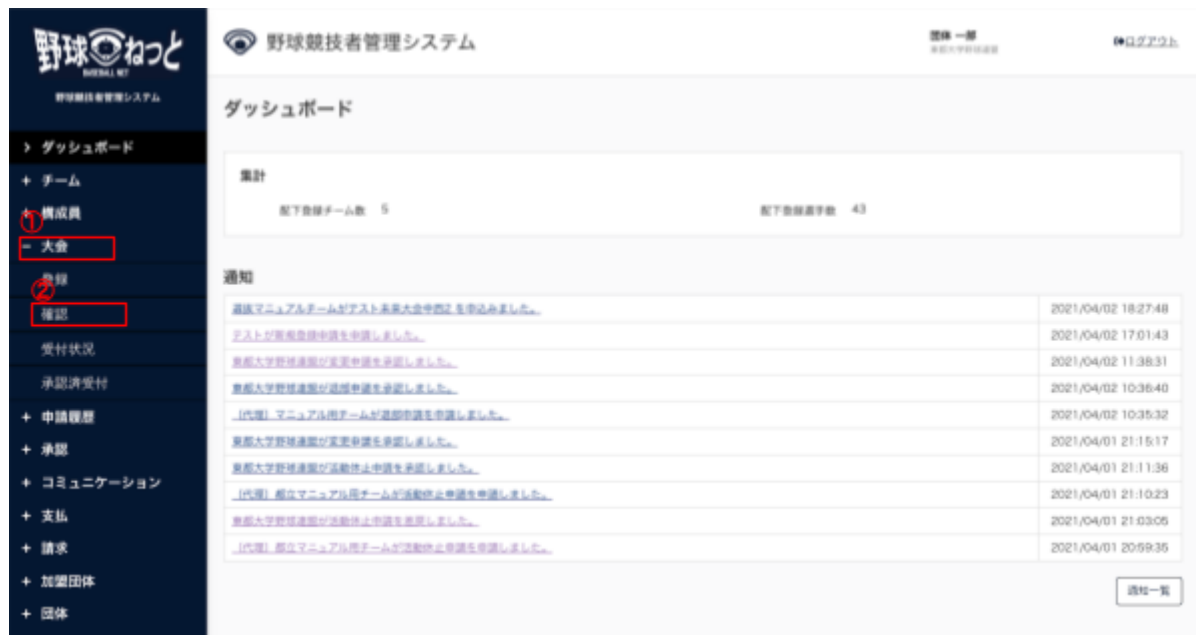 野球ねっと
BASEBALL NET
野球競技者管理システム
野球競技者管理システム
団体 一郎
東都大学野球連盟
ログアウト
ダッシュボード
ダッシュボード
チーム
構成員
①
大会
登録
②
確認
受付状況
承認済受付
申請履歴
承認
コミュニケーション
支払
請求
加盟団体
団体
集計
配下登録チーム数 5
配下登録選手数 43
通知
選抜マニュアルチームがテスト未来大会中西2 を申込みました。 2021/04/02 18:27:48
テストが新規登録申請を申請しました。 2021/04/02 17:01:43
東都大学野球連盟が変更申請を承認しました。 2021/04/02 11:38:31
東都大学野球連盟が退部申請を承認しました。 2021/04/02 10:36:40
［代理］マニュアル用チームが退部申請を申請しました。 2021/04/02 10:35:32
東都大学野球連盟が変更申請を承認しました。 2021/04/01 21:15:17
東都大学野球連盟が活動休止申請を承認しました。 2021/04/01 21:11:36
［代理］都立マニュアル用チームが活動休止申請を申請しました。 2021/04/01 21:10:23
東都大学野球連盟が活動休止申請を差戻しました。 2021/04/01 21:03:05
［代理］都立マニュアル用チームが活動休止申請を申請しました。 2021/04/01 20:59:35
通知一覧